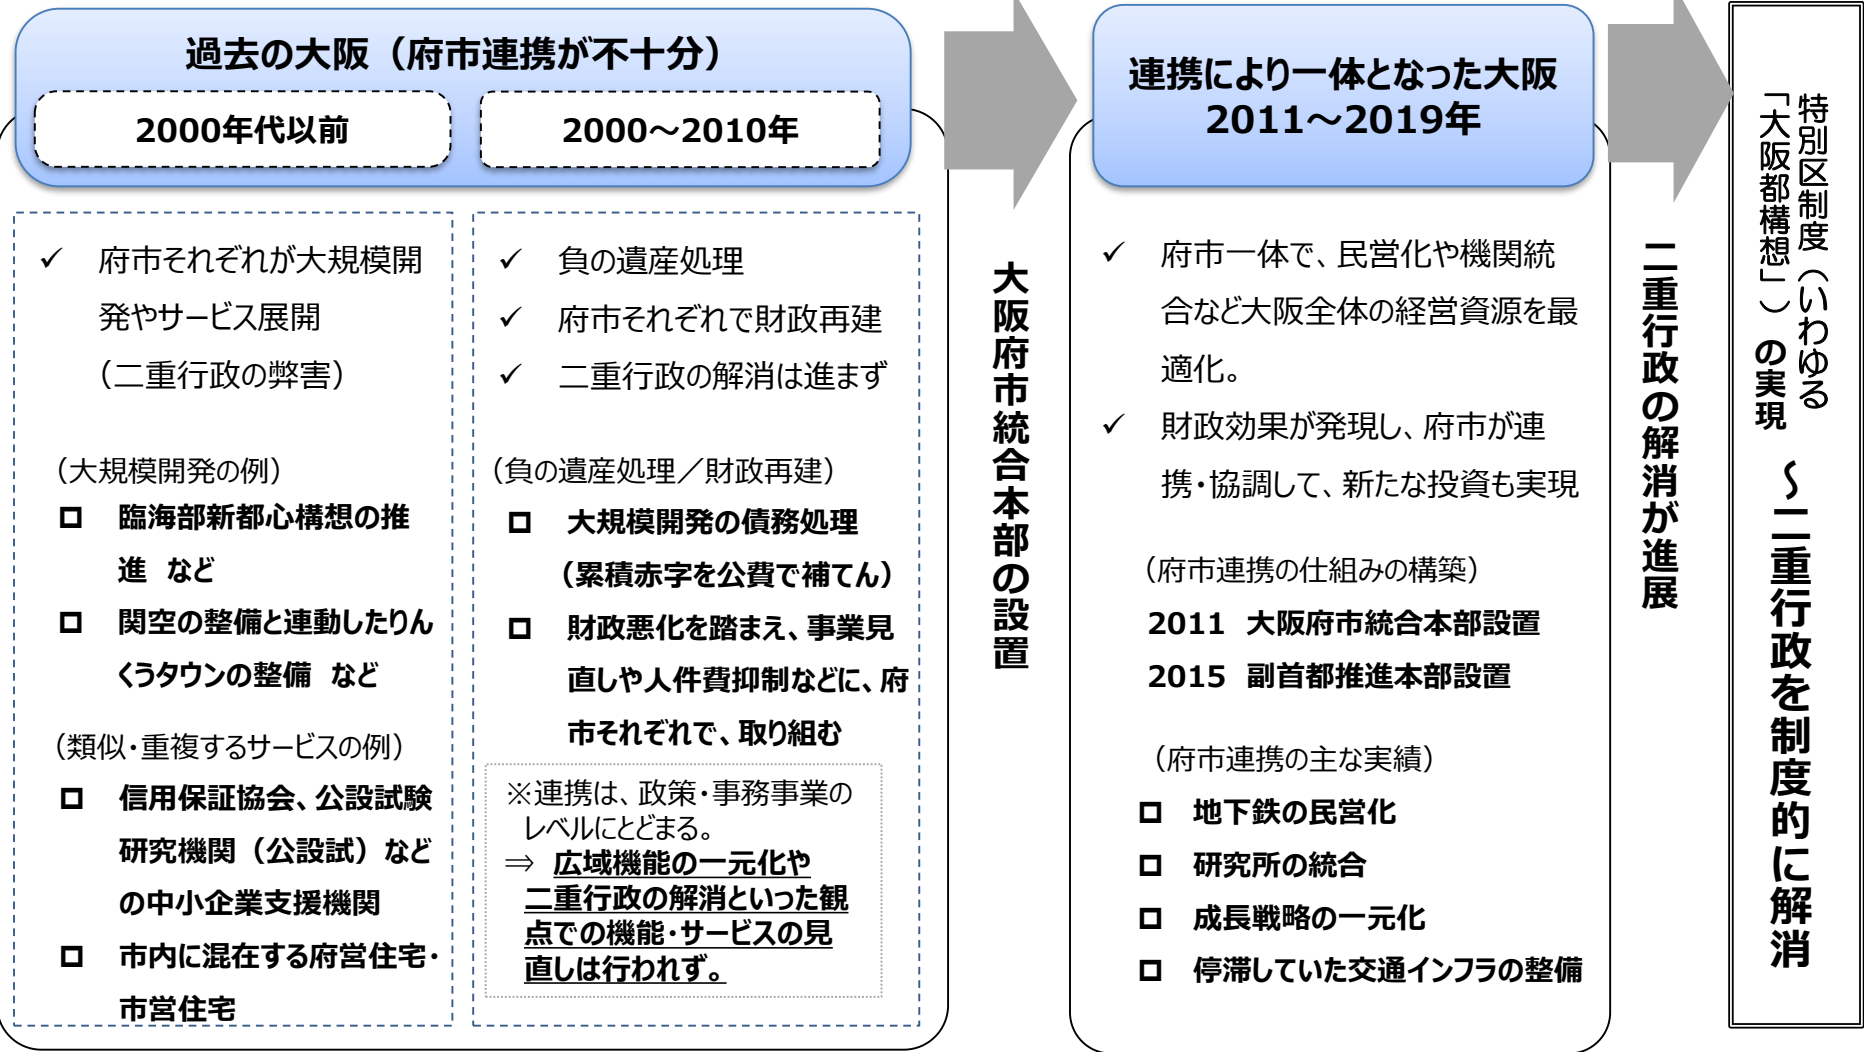 過去の大阪（府市連携が不十分）
2000年代以前
✓ 府市それぞれが大規模開
発やサービス展開
（二重行政の弊害）
（大規模開発の例）
臨海部新都心構想の推
進 など
関空の整備と連動したりん
くうタウンの整備 など
（類似・重複するサービスの例）
信用保証協会、公設試験
研究機関（公設試）など
の中小企業支援機関
市内に混在する府営住宅・
市営住宅
2000～2010年
✓ 負の遺産処理
✓ 府市それぞれで財政再建
✓ 二重行政の解消は進まず
（負の遺産処理／財政再建）
大規模開発の債務処理
（累積赤字を公費で補てん）
財政悪化を踏まえ、事業見
直しや人件費抑制などに、府
市それぞれで、取り組む
※連携は、政策・事務事業の
レベルにとどまる。
⇒ 広域機能の一元化や
二重行政の解消といった観
点での機能・サービスの見
直しは行われず。
大阪府市統合本部の設置
連携により一体となった大阪
2011～2019年
✓ 府市一体で、民営化や機関統
合など大阪全体の経営資源を最
適化。
✓ 財政効果が発現し、府市が連
携・協調して、新たな投資も実現
（府市連携の仕組みの構築）
2011 大阪府市統合本部設置
2015 副首都推進本部設置
（府市連携の主な実績）
地下鉄の民営化
研究所の統合
成長戦略の一元化
停滞していた交通インフラの整備
二重行政の解消が進展
特別区制度（いわゆる
「大阪都構想」）の実現 ～二重行政を制度的に解消